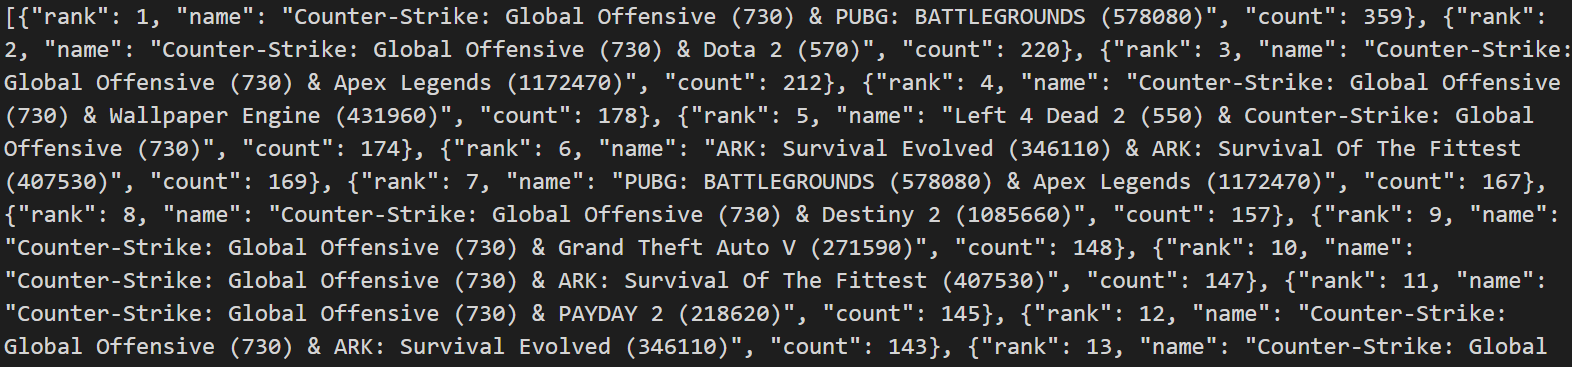 [{"rank": 1, "name": "Counter-Strike: Global Offensive (730) & PUBG: BATTLEGROUNDS (578080)", "count": 359}, {"rank":
2, "name": "Counter-Strike: Global Offensive (730) & Dota 2 (570)", "count": 220}, {"rank": 3, "name": "Counter-Strike:
Global Offensive (730) & Apex Legends (1172470)", "count": 212}, {"rank": 4, "name": "Counter-Strike: Global Offensive
(730) & Wallpaper Engine (431960)", "count": 178}, {"rank": 5, "name": "Left 4 Dead 2 (550) & Counter-Strike: Global
Offensive (730)", "count": 174}, {"rank": 6, "name": "ARK: Survival Evolved (346110) & ARK: Survival Of The Fittest
(407530)", "count": 169}, {"rank": 7, "name": "PUBG: BATTLEGROUNDS (578080) & Apex Legends (1172470)", "count": 167},
{"rank": 8, "name": "Counter-Strike: Global Offensive (730) & Destiny 2 (1085660)", "count": 157}, {"rank": 9, "name":
"Counter-Strike: Global Offensive (730) & Grand Theft Auto V (271590)", "count": 148}, {"rank": 10, "name":
"Counter-Strike: Global Offensive (730) & ARK: Survival Of The Fittest (407530)", "count": 147}, {"rank": 11, "name":
"Counter-Strike: Global Offensive (730) & PAYDAY 2 (218620)", "count": 145}, {"rank": 12, "name": "Counter-Strike:
Global Offensive (730) & ARK: Survival Evolved (346110)", "count": 143}, {"rank": 13, "name": "Counter-Strike: Global